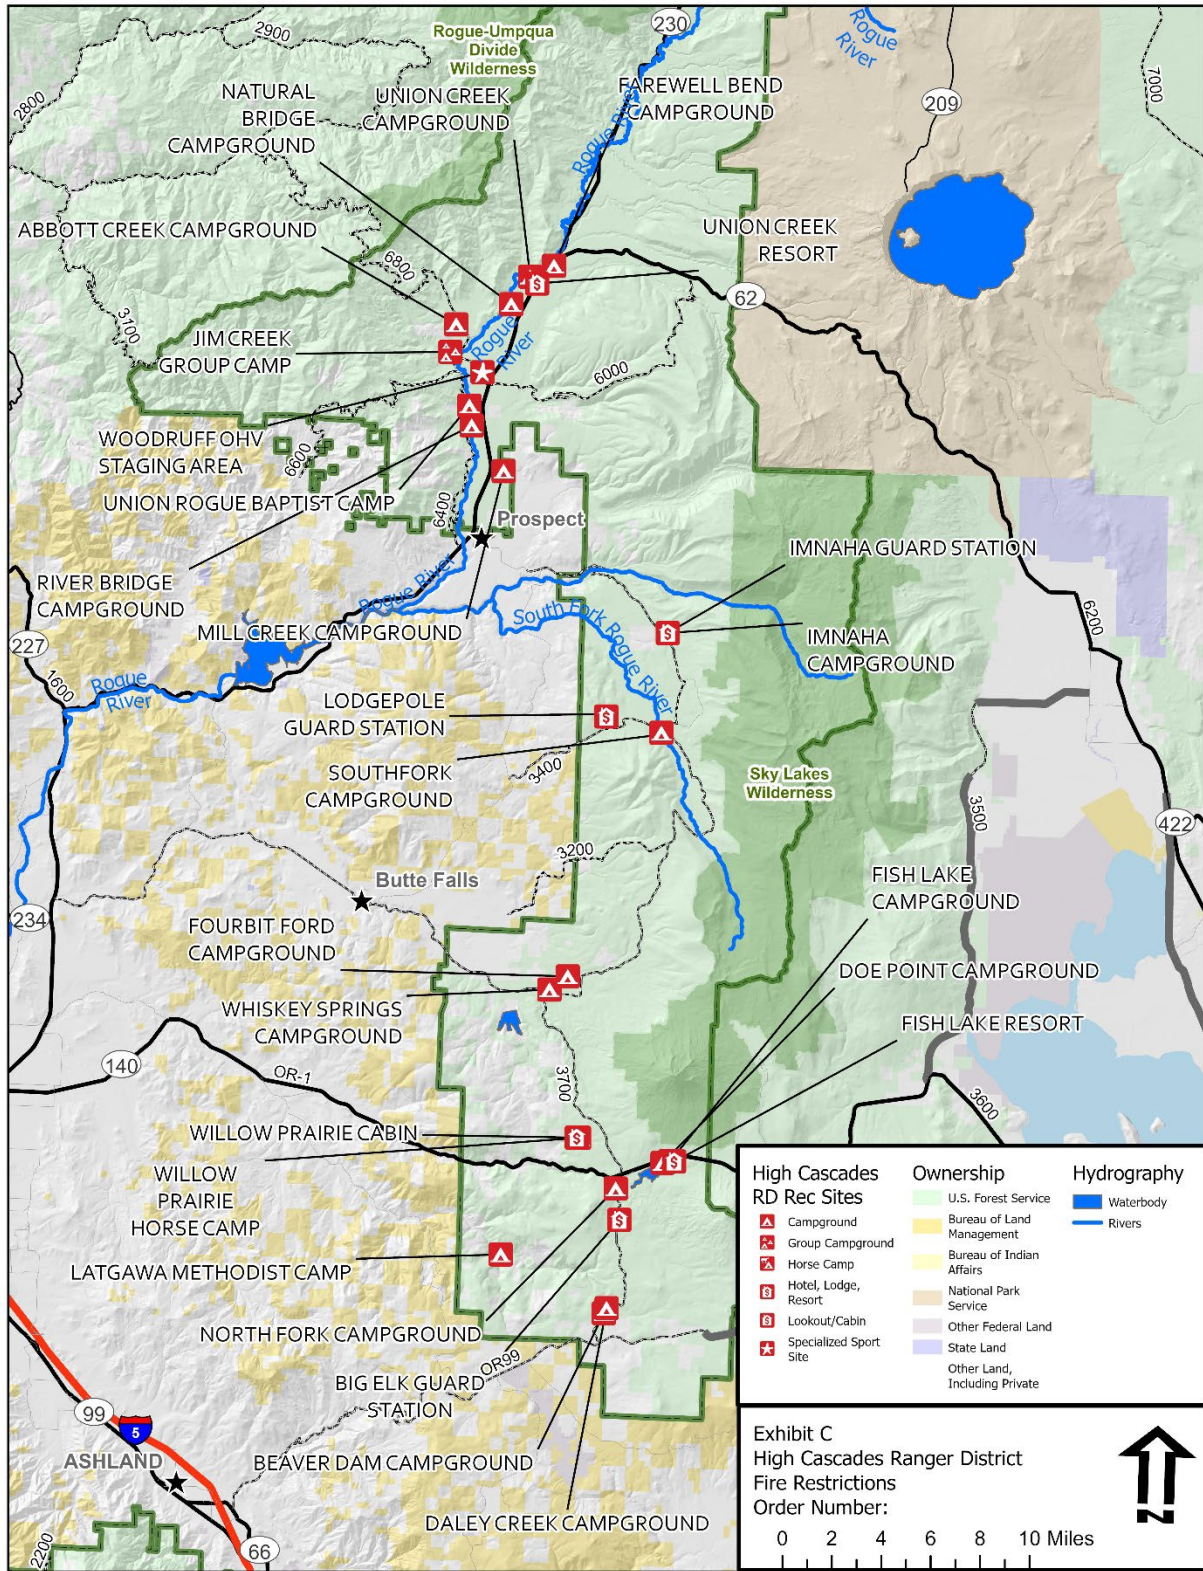 2900
2800
Rogue-Umpqua
Divide
Wilderness
230
Rogue
River
7000
209
NATURAL
BRIDGE
CAMPGROUND
UNION CREEK
CAMPGROUND
FAREWELL BEND
CAMPGROUND
Rogue River
ABBOTT CREEK CAMPGROUND
UNION CREEK
RESORT
6800
62
3100
JIM CREEK
GROUP CAMP
Rogue
River
6000
WOODRUFF OHV
STAGING AREA
6600
UNION ROGUE BAPTIST CAMP
6400
Prospect
IMNAHA GUARD STATION
RIVER BRIDGE
CAMPGROUND
Rogue River
South Fork Rogue River
MILL CREEK CAMPGROUND
IMNAHA
CAMPGROUND
6200
227
1600
Rogue
River
LODGEPOLE
GUARD STATION
SOUTHFORK
CAMPGROUND
3400
Sky Lakes
Wilderness
3500
422
3200
Butte Falls
234
FISH LAKE
CAMPGROUND
FOURBIT FORD
CAMPGROUND
DOE POINT CAMPGROUND
WHISKEY SPRINGS
CAMPGROUND
FISH LAKE RESORT
140
OR-1
3700
3600
WILLOW PRAIRIE CABIN
WILLOW
PRAIRIE
HORSE CAMP
LATGAWA METHODIST CAMP
NORTH FORK CAMPGROUND
OR99
BIG ELK GUARD
STATION
99
5
ASHLAND
BEAVER DAM CAMPGROUND
DALEY CREEK CAMPGROUND
2200
66
High Cascades
RD Rec Sites
Campground
Group Campground
Horse Camp
Hotel, Lodge,
Resort
Lookout/Cabin
Specialized Sport
Site
Ownership
U.S. Forest Service
Bureau of Land
Management
Bureau of Indian
Affairs
National Park
Service
Other Federal Land
State Land
Other Land,
Including Private
Hydrography
Waterbody
Rivers
Exhibit C
High Cascades Ranger District
Fire Restrictions
Order Number:
0 2 4 6 8 10 Miles
N